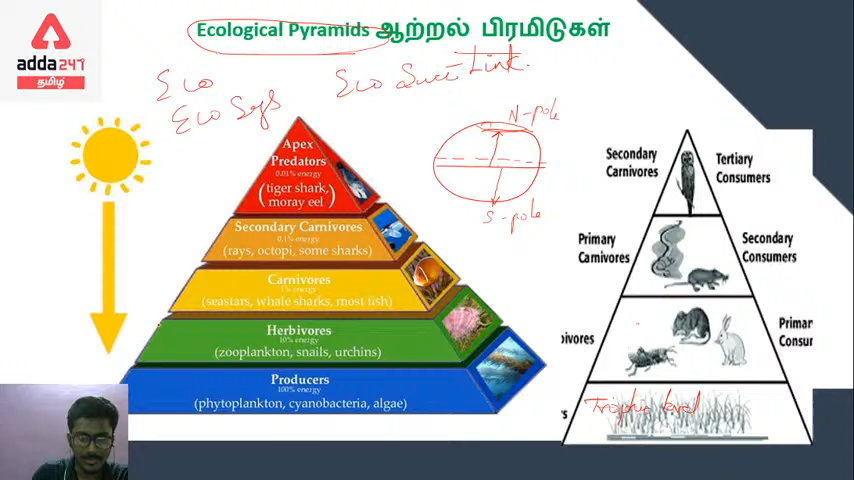 Ecological Pyramids ஆற்றல் பிரமிடுகள்
adda247
தமிழ்
Eco
Eco Sys
Eco Succ
Link
N-pole
S-pole
Apex
Predators
0.01% energy
(tiger shark,
moray eel)
Secondary Carnivores
0.1% energy
(rays, octopi, some sharks)
Carnivores
1% energy
(seastars, whale sharks, most fish)
Herbivores
10% energy
(zooplankton, snails, urchins)
Producers
100% energy
(phytoplankton, cyanobacteria, algae)
Secondary
Carnivores
Tertiary
Consumers
Primary
Carnivores
Secondary
Consumers
ivores
Primar
Consur
rs
Trophic level